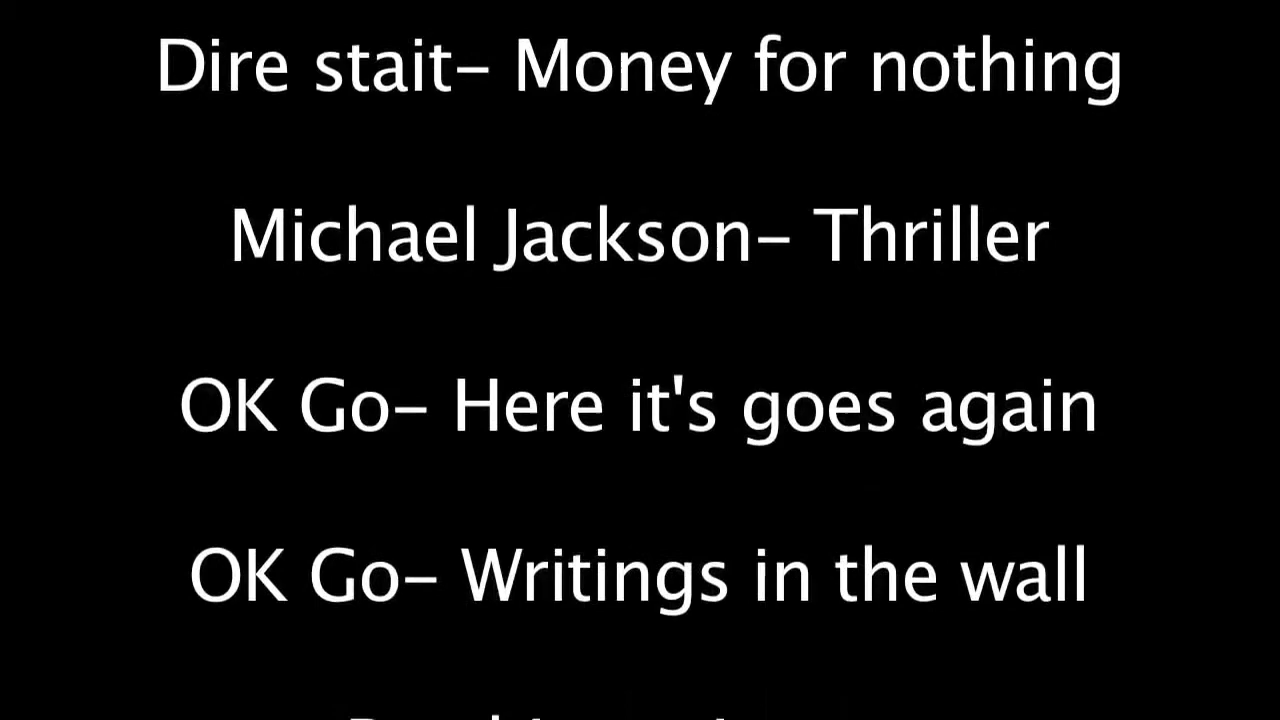 Dire stait- Money for nothing
Michael Jackson- Thriller
OK Go- Here it's goes again
OK Go- Writings in the wall